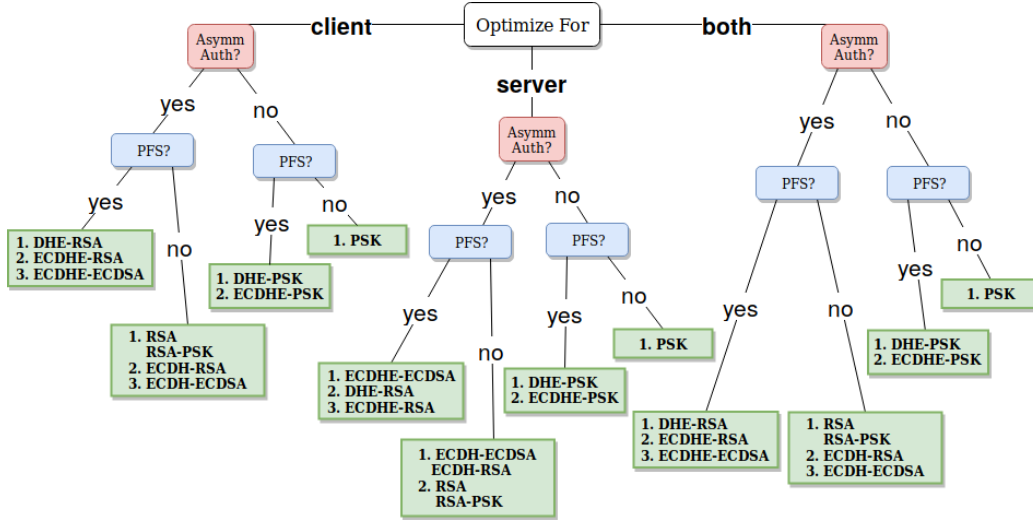 Optimize For
client
server
both
Asymm
Auth?
yes
no
PFS?
PFS?
yes
no
yes
no
1. DHE-RSA
2. ECDHE-RSA
3. ECDHE-ECDSA
1. RSA
RSA-PSK
2. ECDH-RSA
3. ECDH-ECDSA
1. DHE-PSK
2. ECDHE-PSK
1. PSK
Asymm
Auth?
yes
no
PFS?
PFS?
yes
no
yes
no
1. ECDHE-ECDSA
2. DHE-RSA
3. ECDHE-RSA
1. ECDH-ECDSA
ECDH-RSA
2. RSA
RSA-PSK
1. DHE-PSK
2. ECDHE-PSK
1. PSK
Asymm
Auth?
yes
no
PFS?
PFS?
yes
no
yes
no
1. DHE-RSA
2. ECDHE-RSA
3. ECDHE-ECDSA
1. RSA
RSA-PSK
2. ECDH-RSA
3. ECDH-ECDSA
1. DHE-PSK
2. ECDHE-PSK
1. PSK